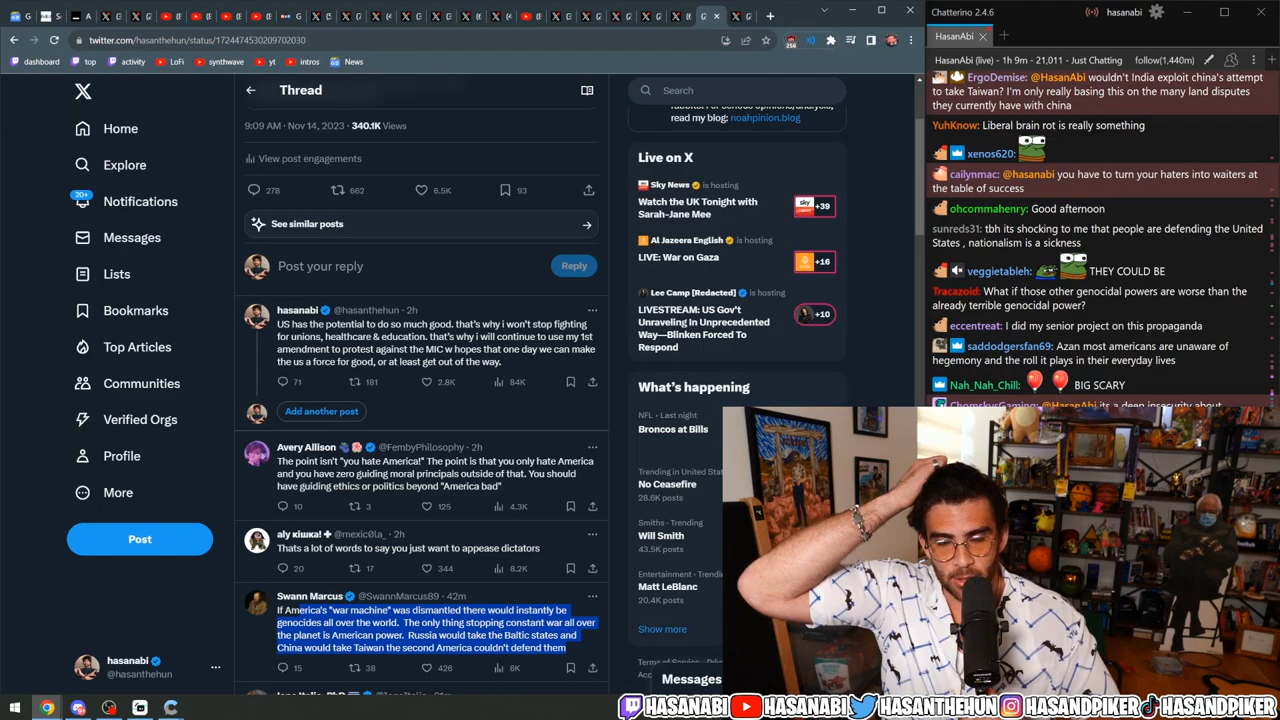 twitter.com/hasanthehun/status/1724474530209702030
256
dashboard
top
activity
LoFi
synthwave
yt
intros
News
Home
Explore
20+
Notifications
Messages
Lists
Bookmarks
Top Articles
Communities
Verified Orgs
Profile
More
Post
hasanabi
@hasanthehun
Thread
9:09 AM · Nov 14, 2023 · 340.1K Views
View post engagements
278
662
6.5K
93
See similar posts
Post your reply
Reply
hasanabi @hasanthehun · 2h
US has the potential to do so much good. that's why i won't stop fighting
for unions, healthcare & education. that's why i will continue to use my 1st
amendment to protest against the MIC w hopes that one day we can make
the us a force for good, or at least get out of the way.
71
181
2.8K
84K
Add another post
Avery Allison @FembyPhilosophy · 2h
The point isn't "you hate America!" The point is that you only hate America
and you have zero guiding moral principals outside of that. You should
have guiding ethics or politics beyond "America bad"
10
3
125
4.3K
aly кішка! @mexic0la_ · 2h
Thats a lot of words to say you just want to appease dictators
20
17
344
8.2K
Swann Marcus @SwannMarcus89 · 42m
If America's "war machine" was dismantled there would instantly be
genocides all over the world. The only thing stopping constant war all over
the planet is American power. Russia would take the Baltic states and
China would take Taiwan the second America couldn't defend them
15
38
426
6K
Search
read my blog: noahpinion.blog
Live on X
Sky News is hosting
Watch the UK Tonight with
Sarah-Jane Mee
sky
+39
Al Jazeera English is hosting
LIVE: War on Gaza
+16
Lee Camp [Redacted] is hosting
LIVESTREAM: US Gov't
Unraveling In Unprecedented
Way—Blinken Forced To
Respond
+10
What's happening
NFL · Last night
Broncos at Bills
Trending in United Sta
No Ceasefire
28.6K posts
Smiths · Trending
Will Smith
43.5K posts
Entertainment · Trend
Matt LeBlanc
20.4K posts
Show more
Messages
Chatterino 2.4.6
hasanabi
HasanAbi
HasanAbi (live) - 1h 9m - 21,011 - Just Chatting
follow(1,440m)
ErgoDemise: @HasanAbi wouldn't India exploit china's attempt
to take Taiwan? I'm only really basing this on the many land disputes
they currently have with china
YuhKnow: Liberal brain rot is really something
xenos620:
cailynmac: @hasanabi you have to turn your haters into waiters at
the table of success
ohcommahenry: Good afternoon
sunreds31: tbh its shocking to me that people are defending the United
States , nationalism is a sickness
veggietableh: THEY COULD BE
Tracazoid: What if those other genocidal powers are worse than the
already terrible genocidal power?
eccentreat: I did my senior project on this propaganda
saddodgersfan69: Azan most americans are unaware of
hegemony and the roll it plays in their everyday lives
Nah_Nah_Chill: BIG SCARY
ChomskysGaming: @HasanAbi its a deep insecurity about
HASANABI
HASANABI
HASANTHEHUN
HASANDPIKER
HASANDPIKER